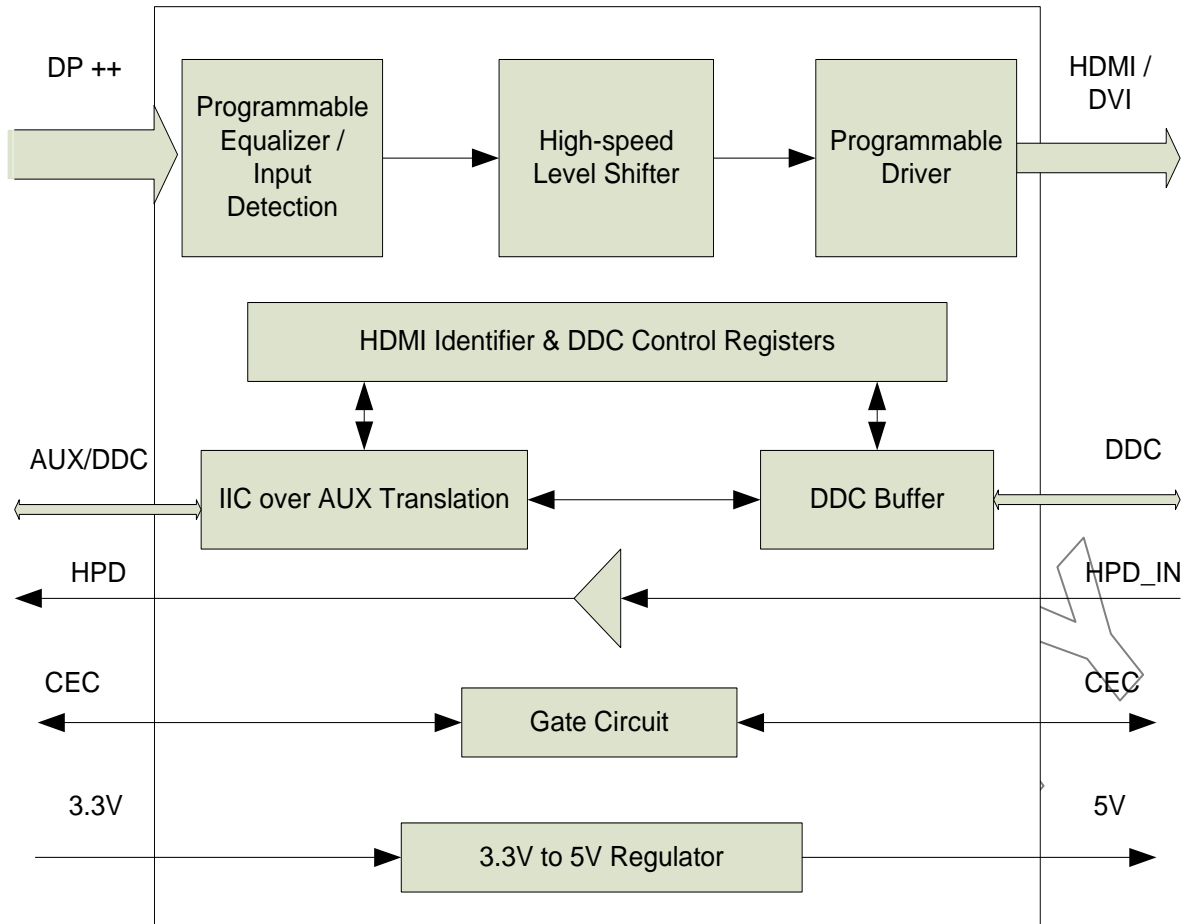 DP ++
HDMI /
DVI
Programmable
Equalizer /
Input
Detection
High-speed
Level Shifter
Programmable
Driver
HDMI Identifier & DDC Control Registers
AUX/DDC
DDC
IIC over AUX Translation
DDC Buffer
HPD
HPD_IN
CEC
CEC
Gate Circuit
3.3V
5V
3.3V to 5V Regulator